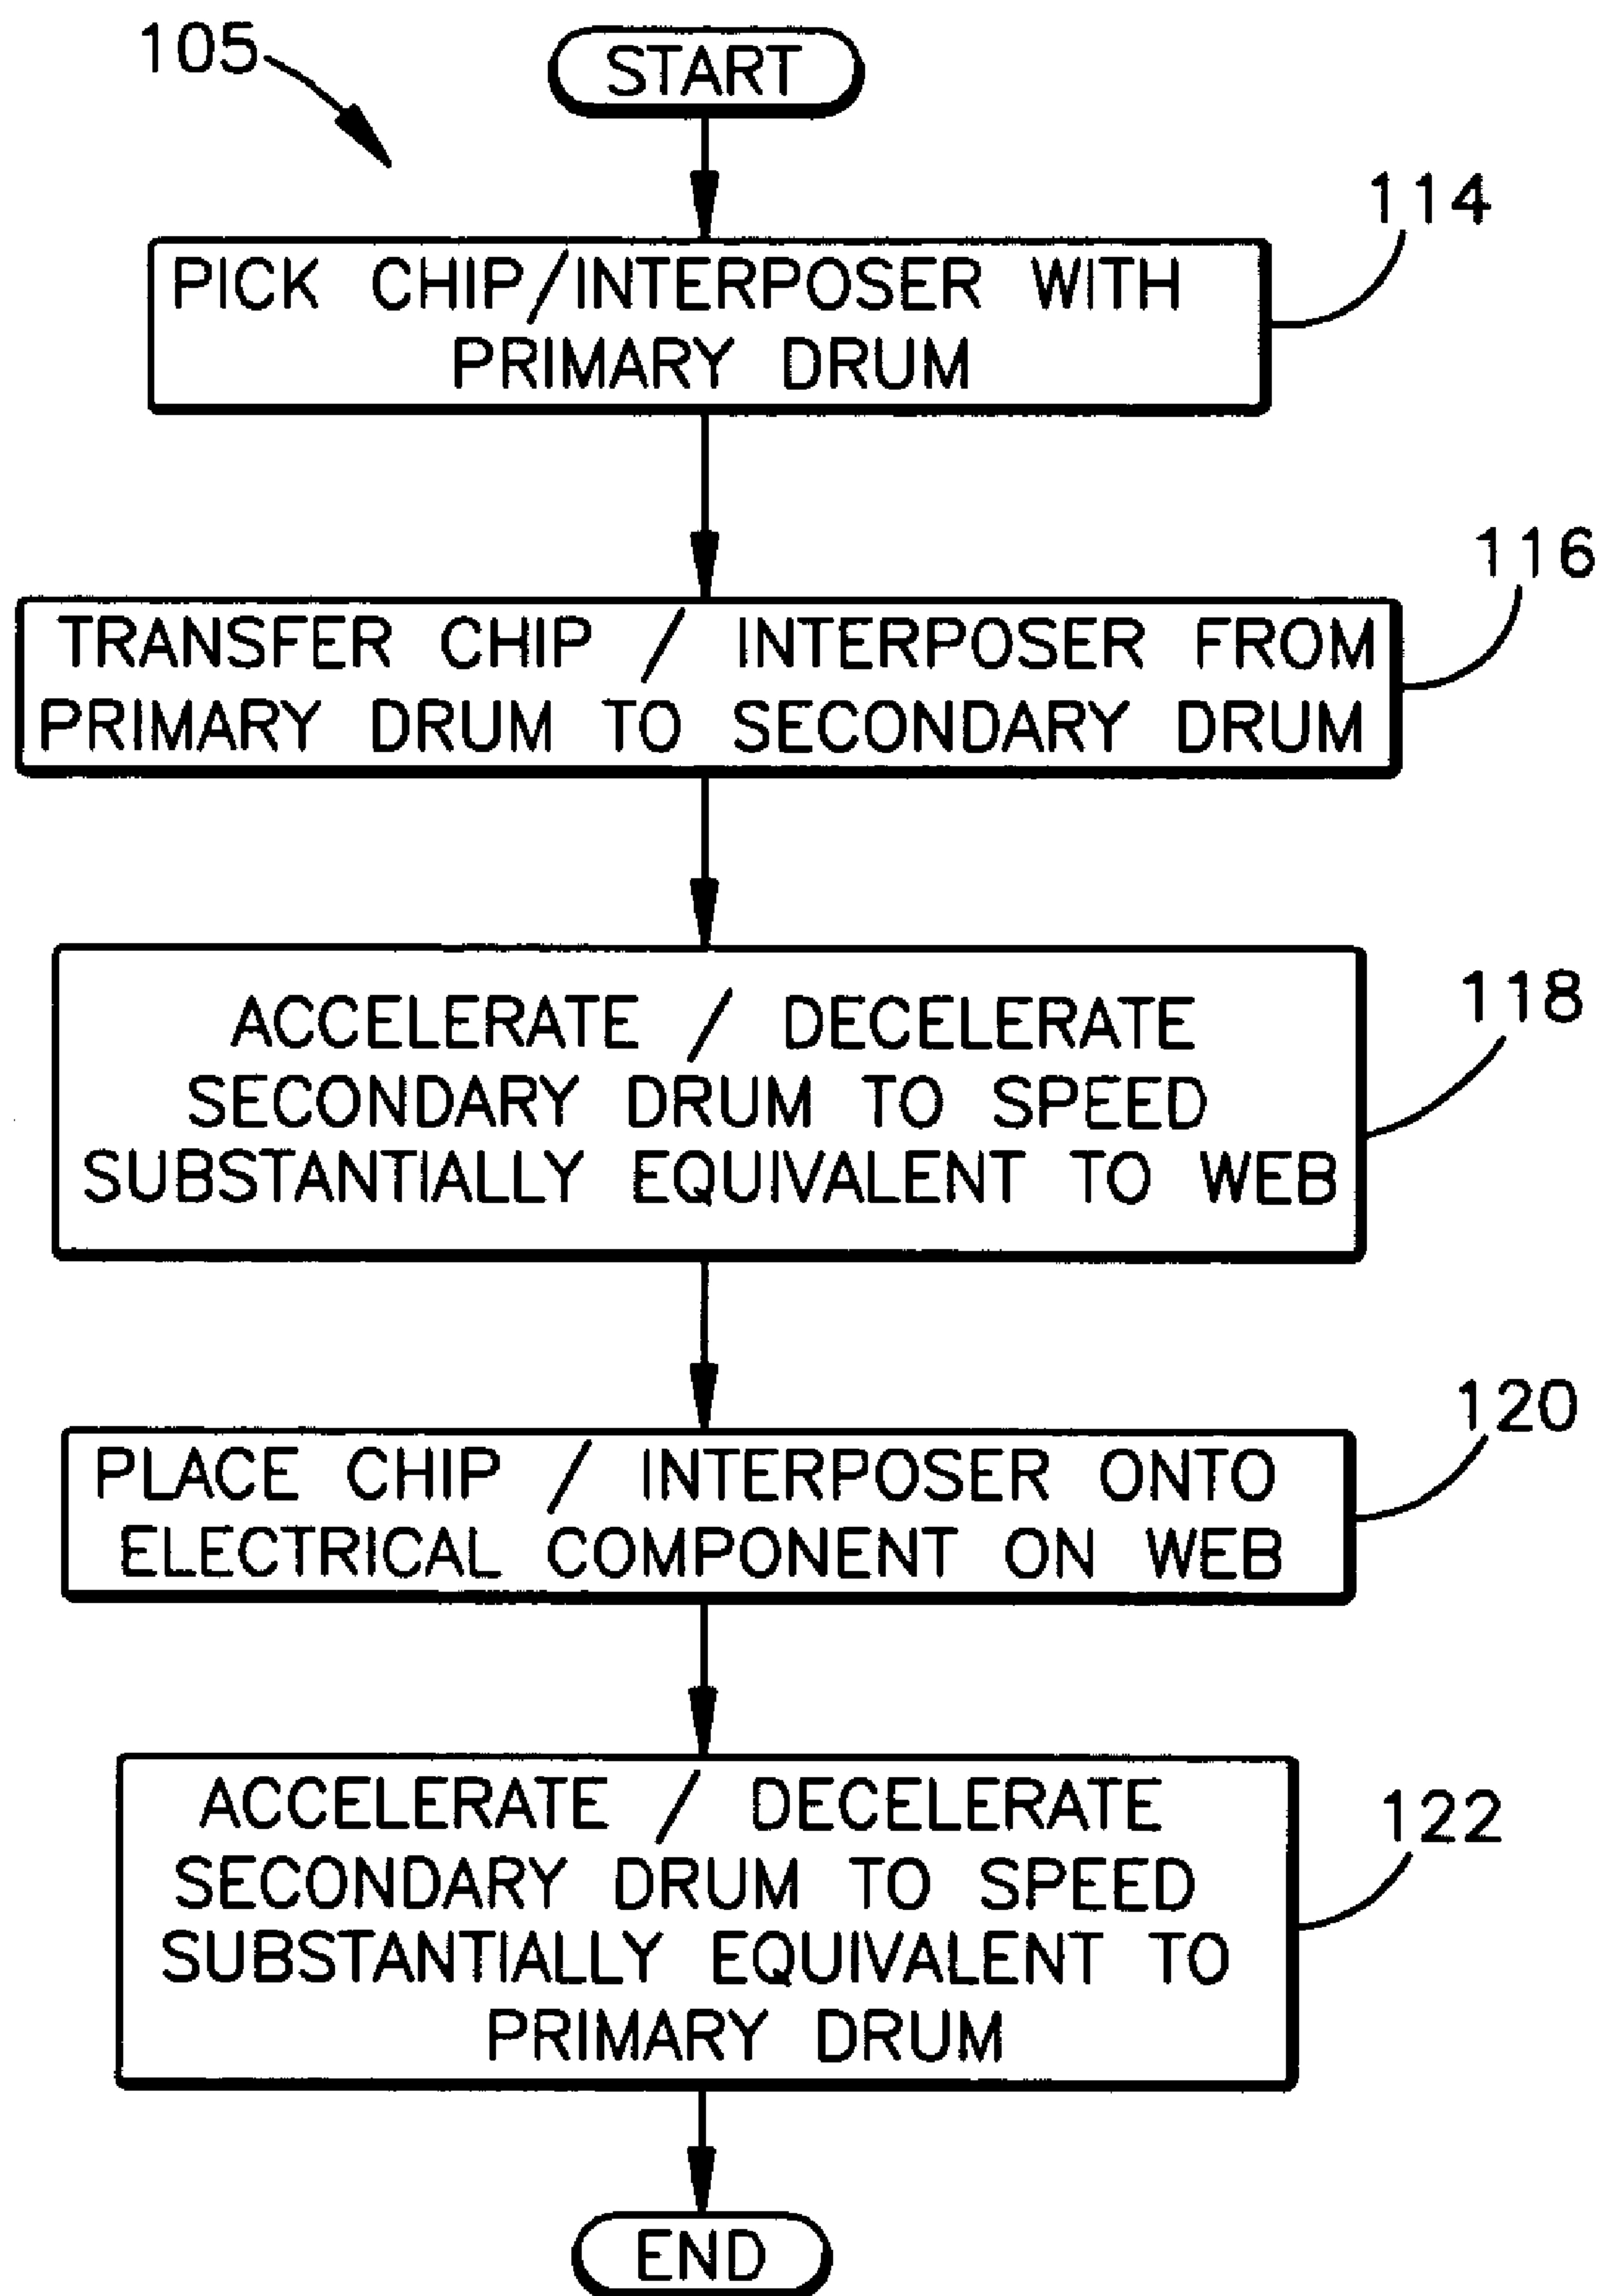 105
START
114
PICK CHIP/INTERPOSER WITH
PRIMARY DRUM
116
TRANSFER CHIP / INTERPOSER FROM
PRIMARY DRUM TO SECONDARY DRUM
118
ACCELERATE / DECELERATE
SECONDARY DRUM TO SPEED
SUBSTANTIALLY EQUIVALENT TO WEB
120
PLACE CHIP / INTERPOSER ONTO
ELECTRICAL COMPONENT ON WEB
122
ACCELERATE / DECELERATE
SECONDARY DRUM TO SPEED
SUBSTANTIALLY EQUIVALENT TO
PRIMARY DRUM
END